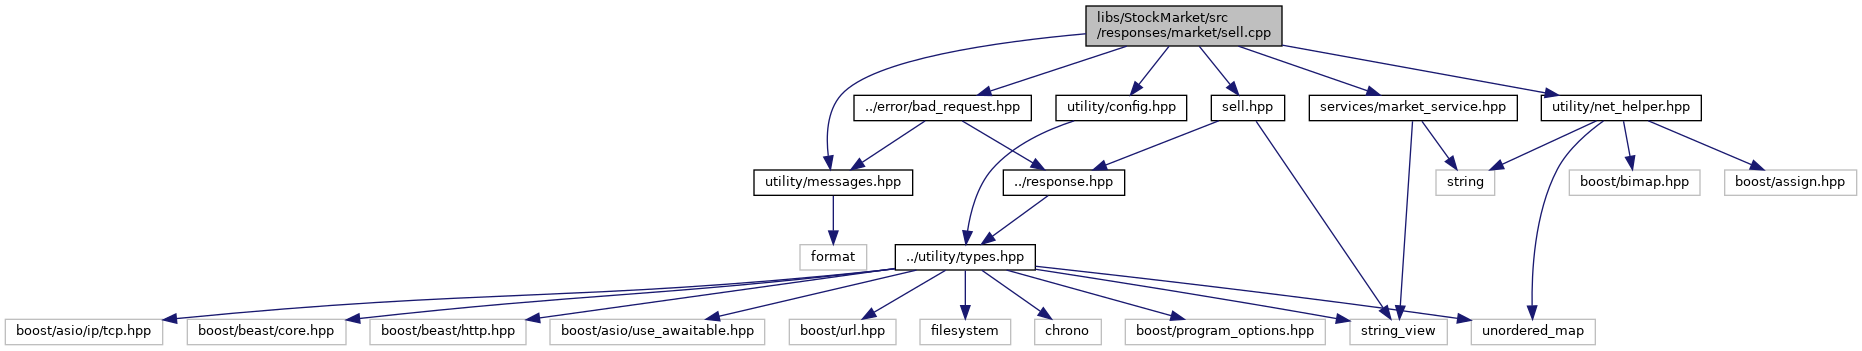 libs/StockMarket/src
/responses/market/sell.cpp
../error/bad_request.hpp
utility/config.hpp
sell.hpp
services/market_service.hpp
utility/net_helper.hpp
utility/messages.hpp
../response.hpp
string
boost/bimap.hpp
boost/assign.hpp
format
../utility/types.hpp
boost/asio/ip/tcp.hpp
boost/beast/core.hpp
boost/beast/http.hpp
boost/asio/use_awaitable.hpp
boost/url.hpp
filesystem
chrono
boost/program_options.hpp
string_view
unordered_map